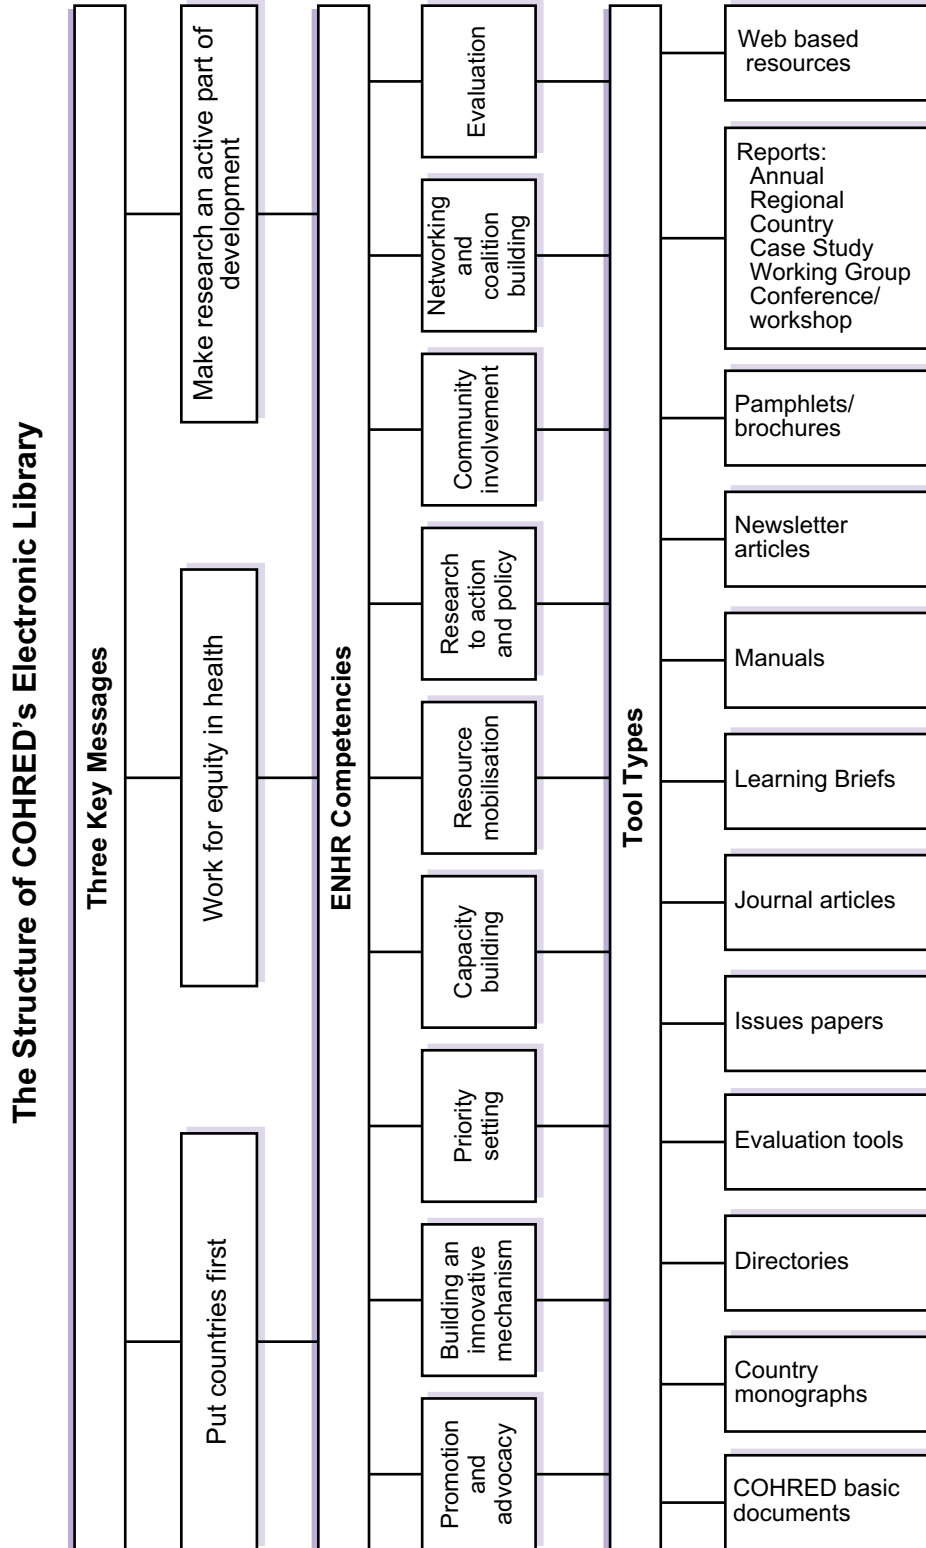 The Structure of COHRED's Electronic Library
Three Key Messages
Put countries first
Work for equity in health
Make research an active part of
development
ENHR Competencies
Promotion
and
advocacy
Building an
innovative
mechanism
Priority
setting
Capacity
building
Resource
mobilisation
Research
to action
and policy
Community
involvement
Networking
and
coalition
building
Evaluation
Tool Types
COHRED basic
documents
Country
monographs
Directories
Evaluation tools
Issues papers
Journal articles
Learning Briefs
Manuals
Newsletter
articles
Pamphlets/
brochures
Reports:
Annual
Regional
Country
Case Study
Working Group
Conference/
workshop
Web based
resources